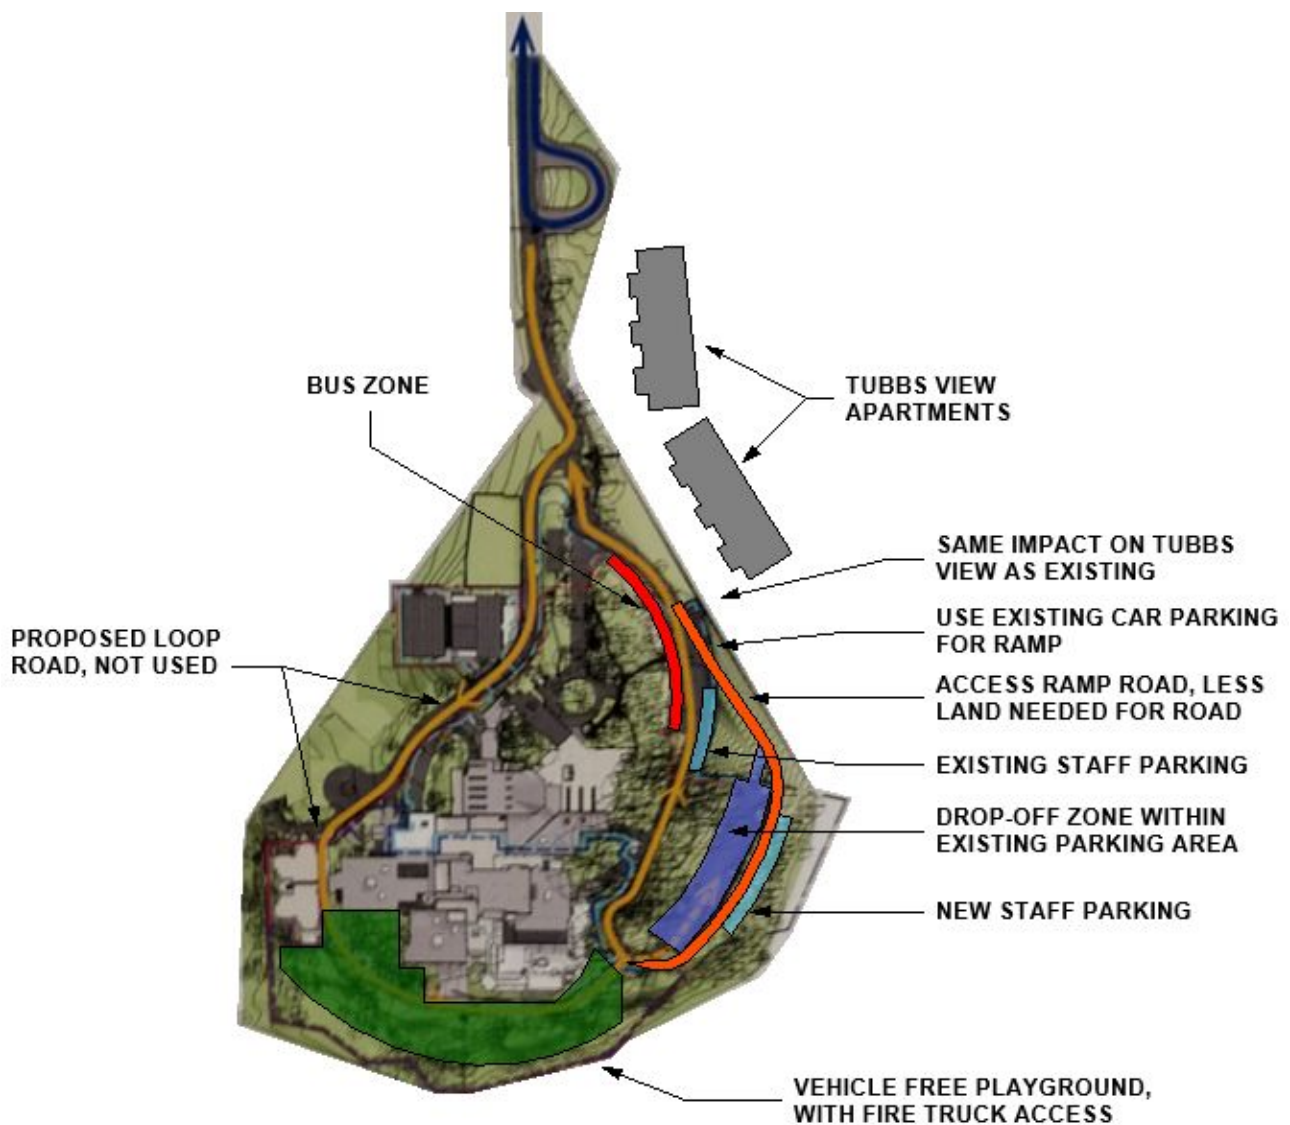 BUS ZONE
TUBBS VIEW
APARTMENTS
SAME IMPACT ON TUBBS
VIEW AS EXISTING
USE EXISTING CAR PARKING
FOR RAMP
PROPOSED LOOP
ROAD, NOT USED
ACCESS RAMP ROAD, LESS
LAND NEEDED FOR ROAD
EXISTING STAFF PARKING
DROP-OFF ZONE WITHIN
EXISTING PARKING AREA
NEW STAFF PARKING
VEHICLE FREE PLAYGROUND,
WITH FIRE TRUCK ACCESS